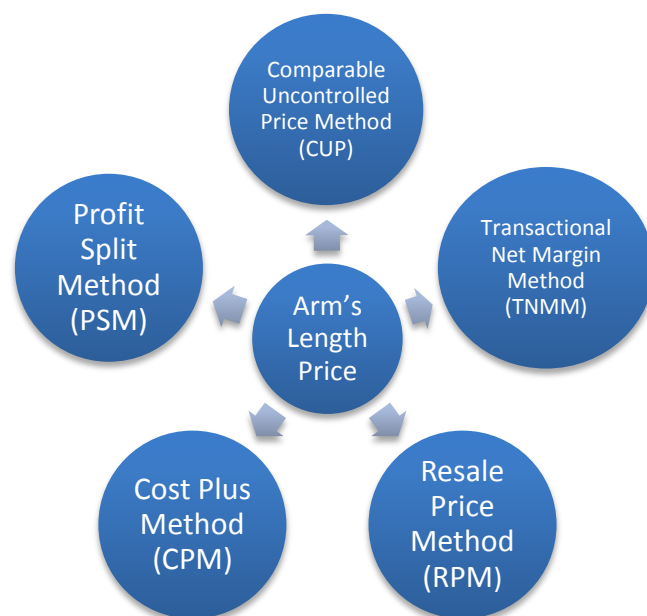 Comparable
Uncontrolled
Price Method
(CUP)
Profit
Split
Method
(PSM)
Transactional
Net Margin
Method
(TNMM)
Arm’s
Length
Price
Cost Plus
Method
(CPM)
Resale
Price
Method
(RPM)